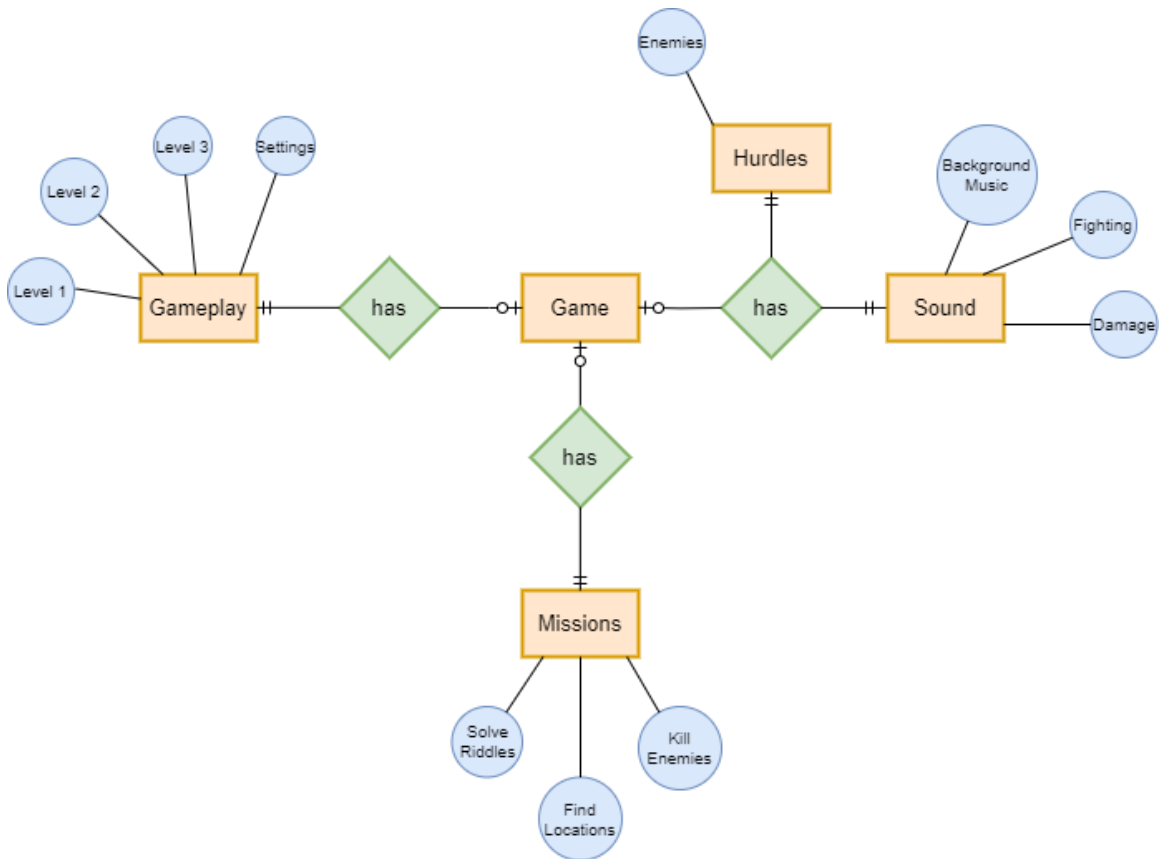 Enemies
Hurdles
Level 3
Settings
Background
Music
Level 2
Fighting
Level 1
Gameplay
has
Game
has
Sound
Damage
has
Missions
Solve
Riddles
Kill
Enemies
Find
Locations